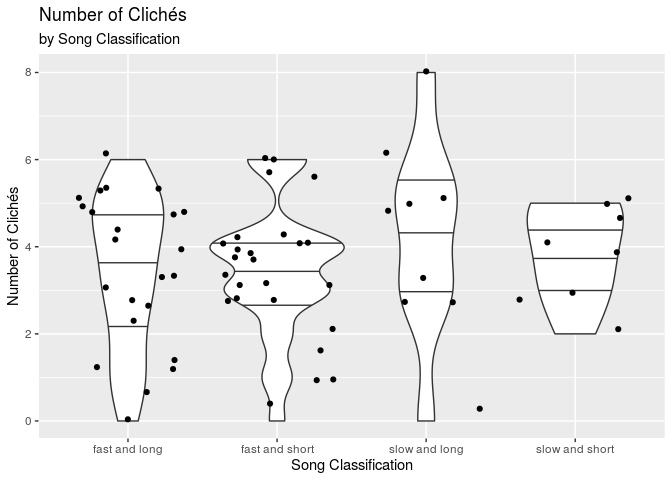 Number of Clichés
by Song Classification
Number of Clichés
8
6
4
2
0
fast and long
fast and short
slow and long
slow and short
Song Classification